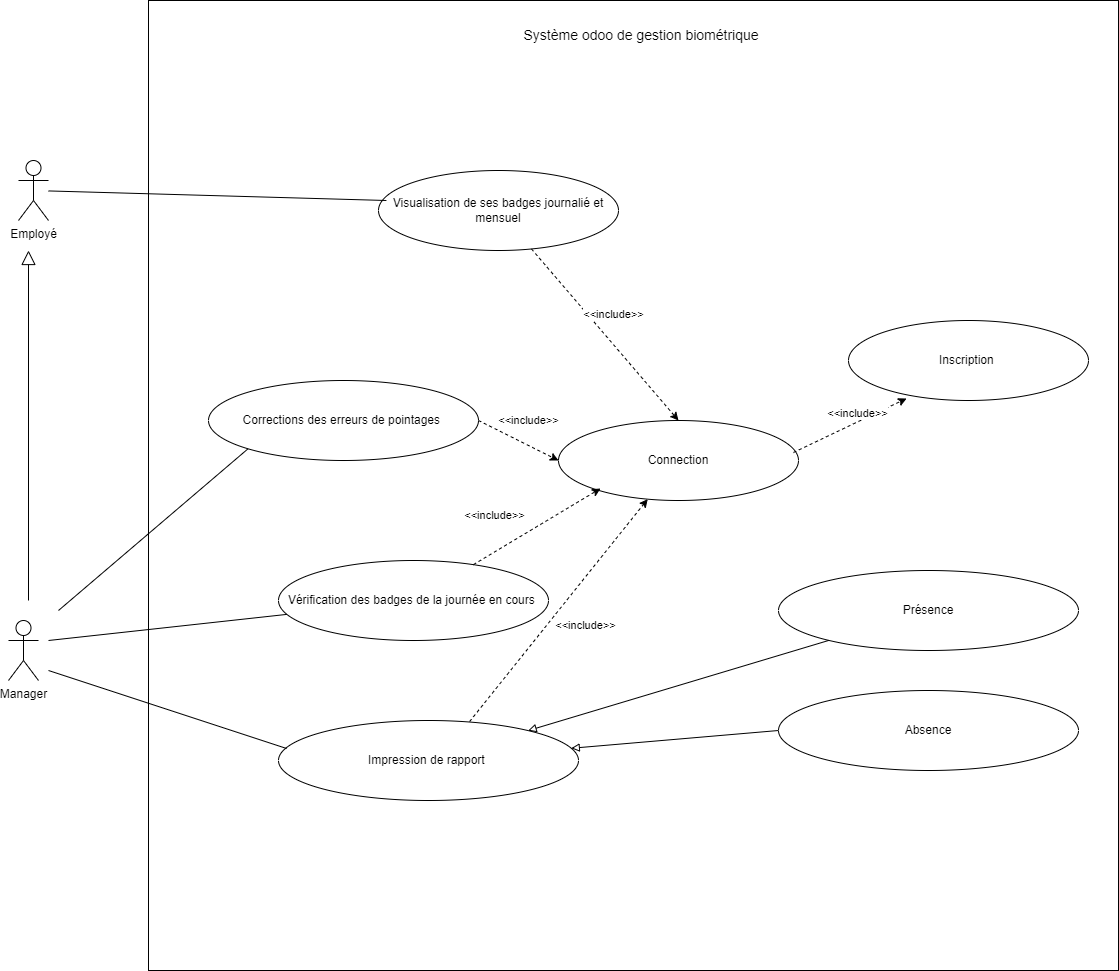 Système odoo de gestion biométrique
Employé
Visualisation de ses badges journalié et
mensuel
<<include>>
Inscription
<<include>>
Corrections des erreurs de pointages
<<include>>
Connection
<<include>>
Vérification des badges de la journée en cours
<<include>>
Présence
Manager
Absence
Impression de rapport